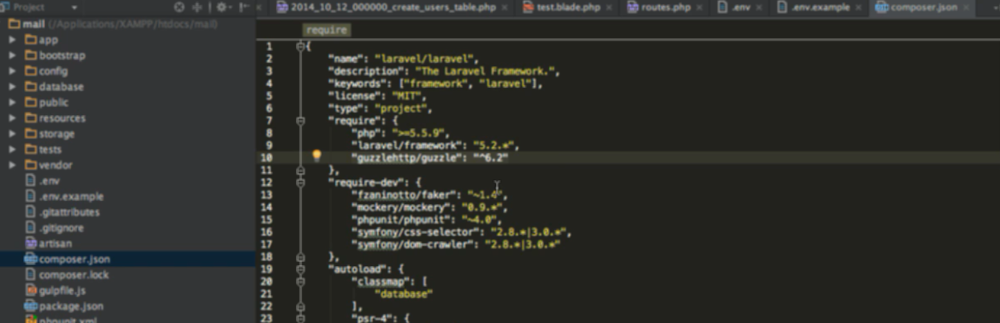 Project
2014_10_12_000000_create_users_table.php test.blade.php routes.php .env .env.example composer.json
mail (/Applications/XAMPP/htdocs/mail)
app
bootstrap
config
database
public
resources
storage
tests
vendor
.env
.env.example
.gitattributes
.gitignore
artisan
composer.json
composer.lock
gulpfile.js
package.json
phpunit.xml
require
1 {
2 "name": "laravel/laravel",
3 "description": "The Laravel Framework.",
4 "keywords": ["framework", "laravel"],
5 "license": "MIT",
6 "type": "project",
7 "require": {
8 "php": ">=5.5.9",
9 "laravel/framework": "5.2.*",
10 "guzzlehttp/guzzle": "^6.2"
11 },
12 "require-dev": {
13 "fzaninotto/faker": "~1.4",
14 "mockery/mockery": "0.9.*",
15 "phpunit/phpunit": "~4.0",
16 "symfony/css-selector": "2.8.*|3.0.*",
17 "symfony/dom-crawler": "2.8.*|3.0.*"
18 },
19 "autoload": {
20 "classmap": [
21 "database"
22 ],
23 "psr-4": {